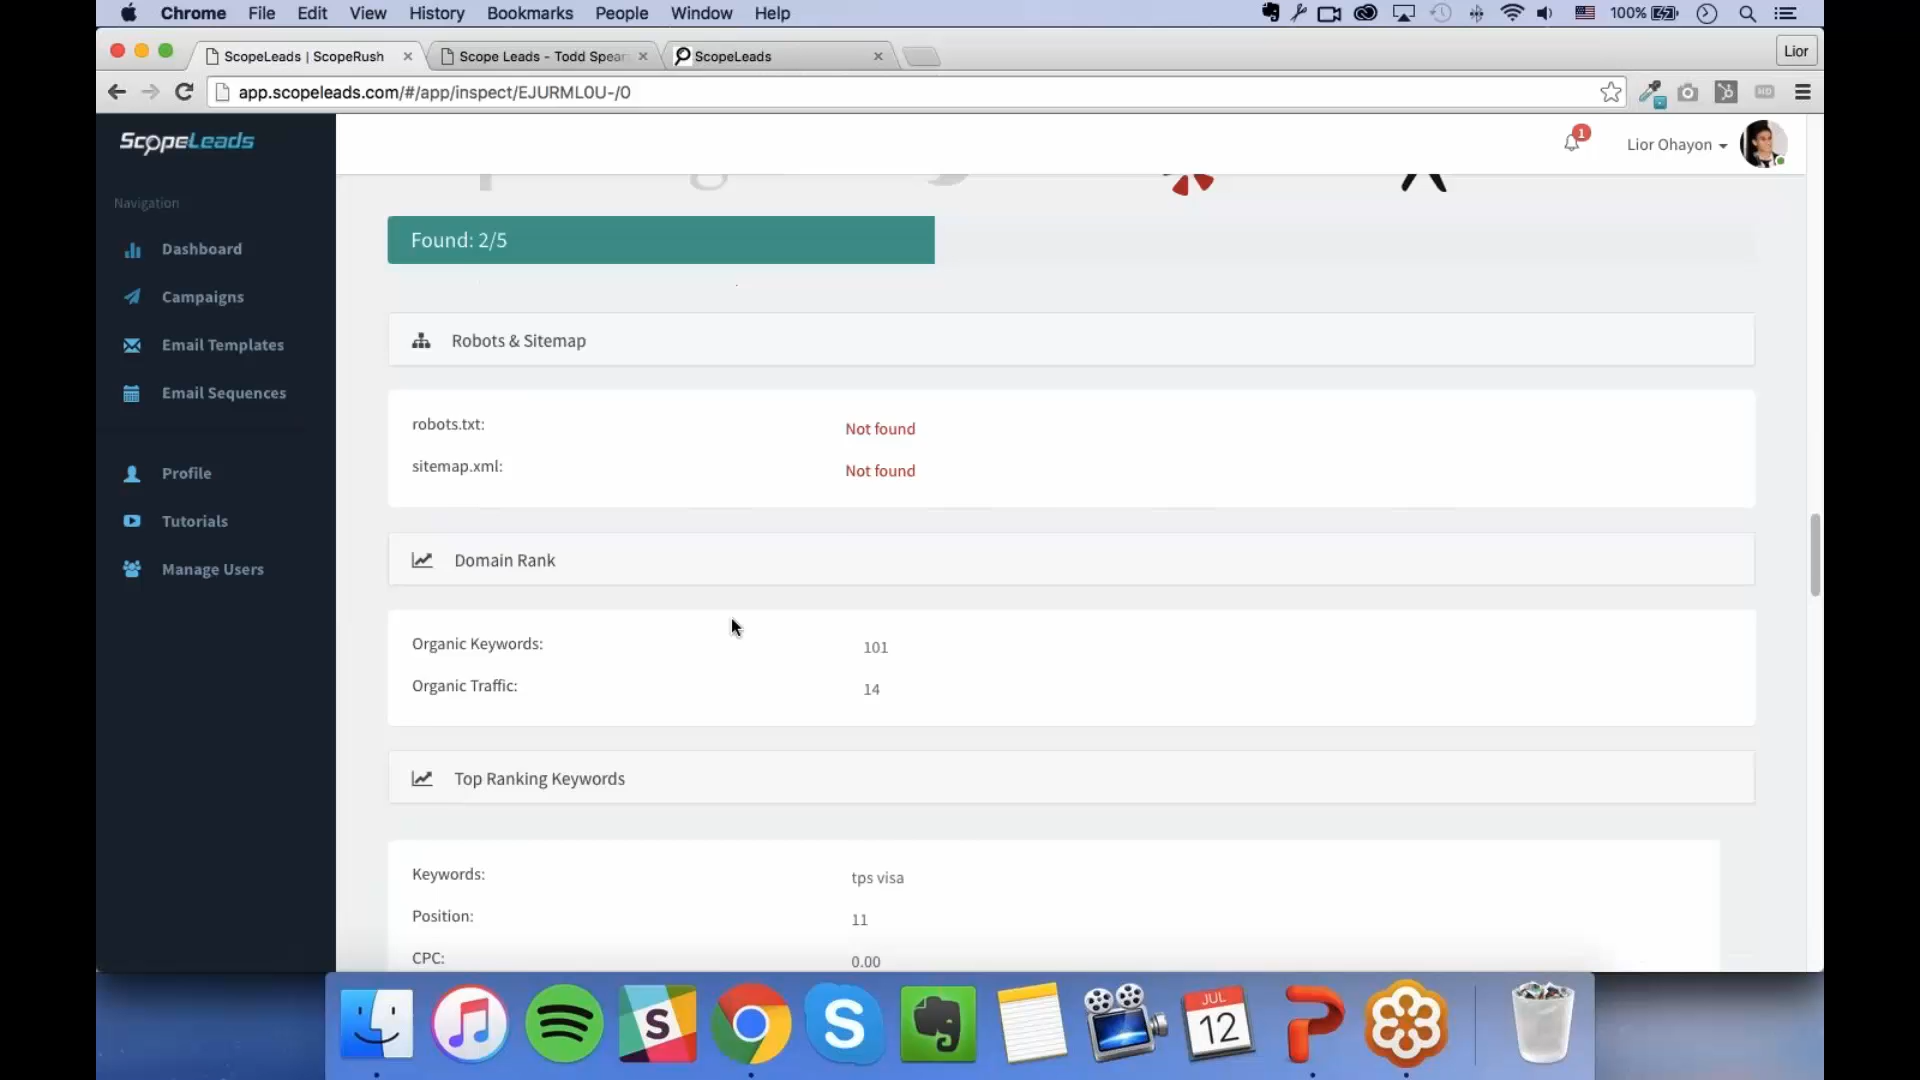 Chrome File Edit View History Bookmarks People Window Help 100%
ScopeLeads | ScopeRush Scope Leads - Todd Spear ScopeLeads Lior
app.scopeleads.com/#/app/inspect/EJURML0U-/0
ScopeLeads
1
Lior Ohayon
Navigation
Dashboard
Campaigns
Email Templates
Email Sequences
Profile
Tutorials
Manage Users
Found: 2/5
Robots & Sitemap
robots.txt: Not found
sitemap.xml: Not found
Domain Rank
Organic Keywords: 101
Organic Traffic: 14
Top Ranking Keywords
Keywords: tps visa
Position: 11
CPC: 0.00
JUL
12